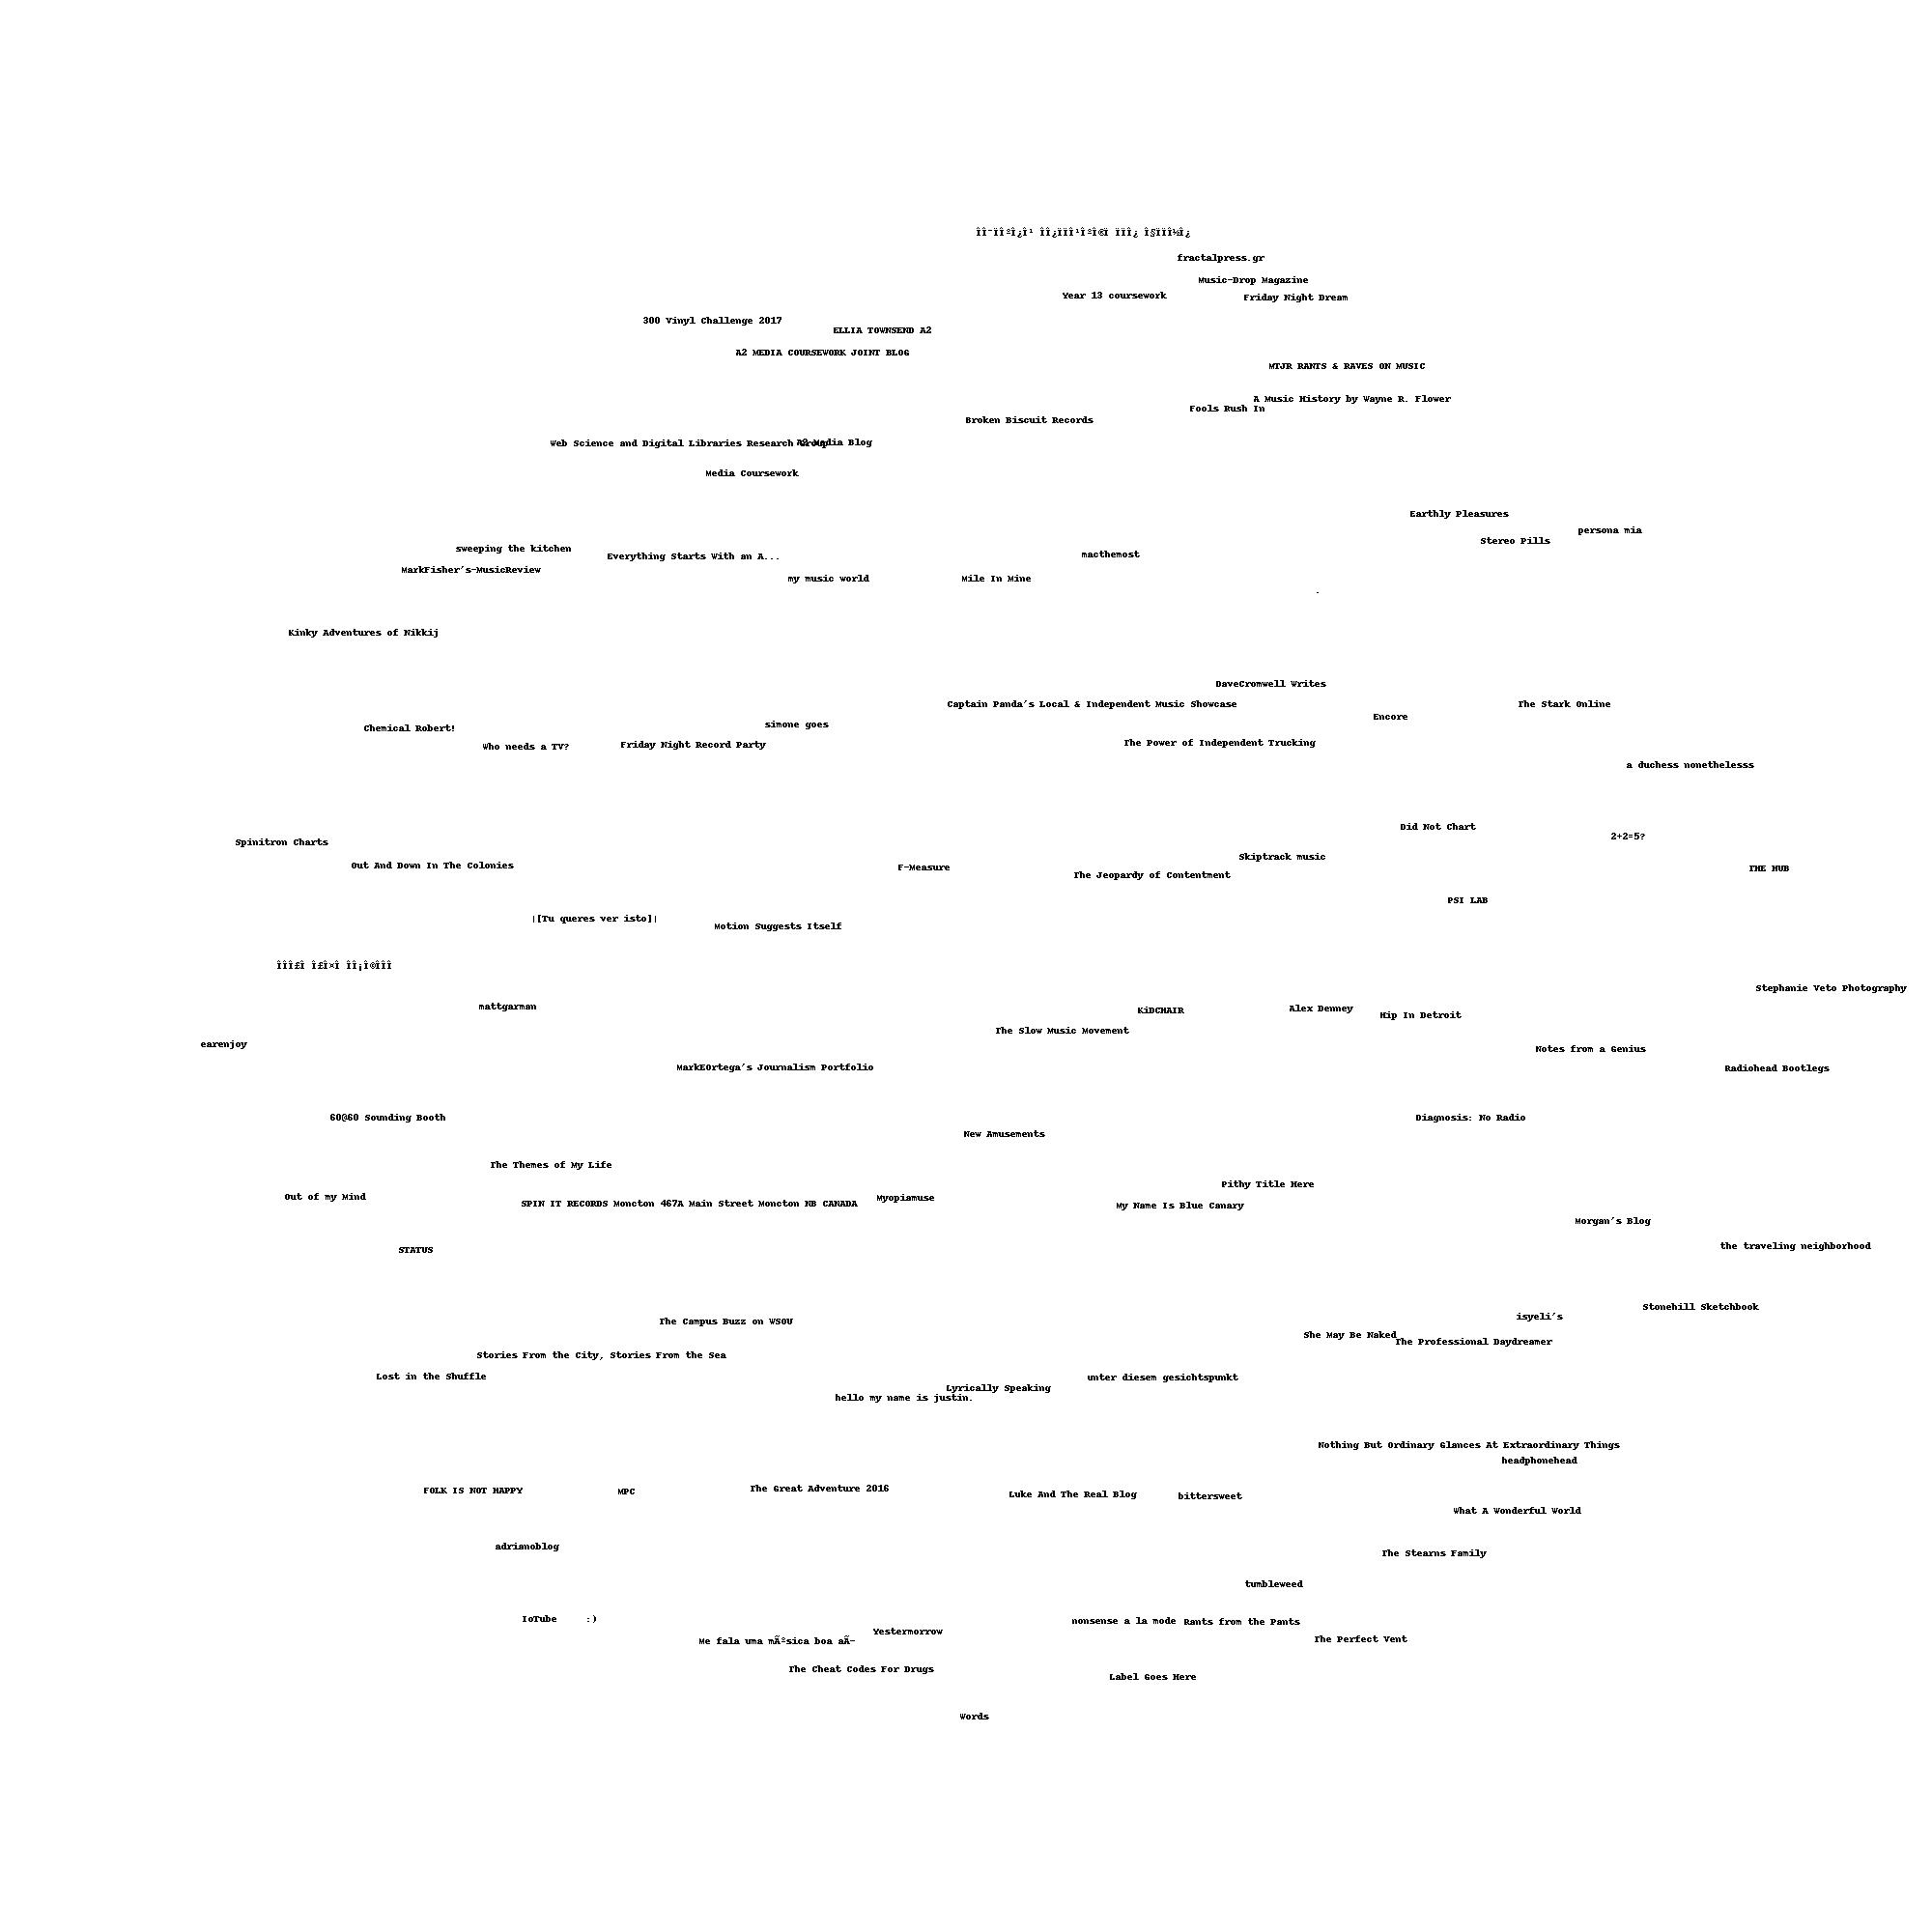 fractalpress.gr
Music-Drop Magazine
Year 13 coursework
Friday Night Dream
300 Vinyl Challenge 2017
ELLIA TOWNSEND A2
A2 MEDIA COURSEWORK JOINT BLOG
MTJR RANTS & RAVES ON MUSIC
A Music History by Wayne R. Flower
Fools Rush In
Broken Biscuit Records
Web Science and Digital Libraries Research Group
A2 Media Blog
Media Coursework
Earthly Pleasures
persona mia
Stereo Pills
sweeping the kitchen
Everything Starts With an A...
macthemost
MarkFisher's-MusicReview
my music world
Mile In Mine
.
Kinky Adventures of Nikkij
DaveCromwell Writes
Captain Panda's Local & Independent Music Showcase
The Stark Online
Encore
simone goes
Chemical Robert!
The Power of Independent Trucking
Friday Night Record Party
Who needs a TV?
a duchess nonethelesss
Did Not Chart
2+2=5?
Spinitron Charts
Skiptrack music
Out And Down In The Colonies
F-Measure
THE HUB
The Jeopardy of Contentment
PSI LAB
|[Tu queres ver isto]|
Motion Suggests Itself
Stephanie Veto Photography
mattgarman
KiDCHAIR
Alex Denney
Hip In Detroit
The Slow Music Movement
earenjoy
Notes from a Genius
MarkEOrtega's Journalism Portfolio
Radiohead Bootlegs
60@60 Sounding Booth
Diagnosis: No Radio
New Amusements
The Themes of My Life
Pithy Title Here
Out of my Mind
Myopiamuse
SPIN IT RECORDS Moncton 467A Main Street Moncton NB CANADA
My Name Is Blue Canary
Morgan's Blog
the traveling neighborhood
STATUS
Stonehill Sketchbook
isyeli's
The Campus Buzz on WSOU
She May Be Naked
The Professional Daydreamer
Stories From the City, Stories From the Sea
Lost in the Shuffle
unter diesem gesichtspunkt
Lyrically Speaking
hello my name is justin.
Nothing But Ordinary Glances At Extraordinary Things
headphonehead
The Great Adventure 2016
FOLK IS NOT HAPPY
MPC
Luke And The Real Blog
bittersweet
What A Wonderful World
adrianoblog
The Stearns Family
tumbleweed
IoTube     :)
nonsense a la mode
Rants from the Pants
Yestermorrow
The Perfect Vent
Me fala uma mÃºsica boa aÃ­
The Cheat Codes For Drugs
Label Goes Here
Words